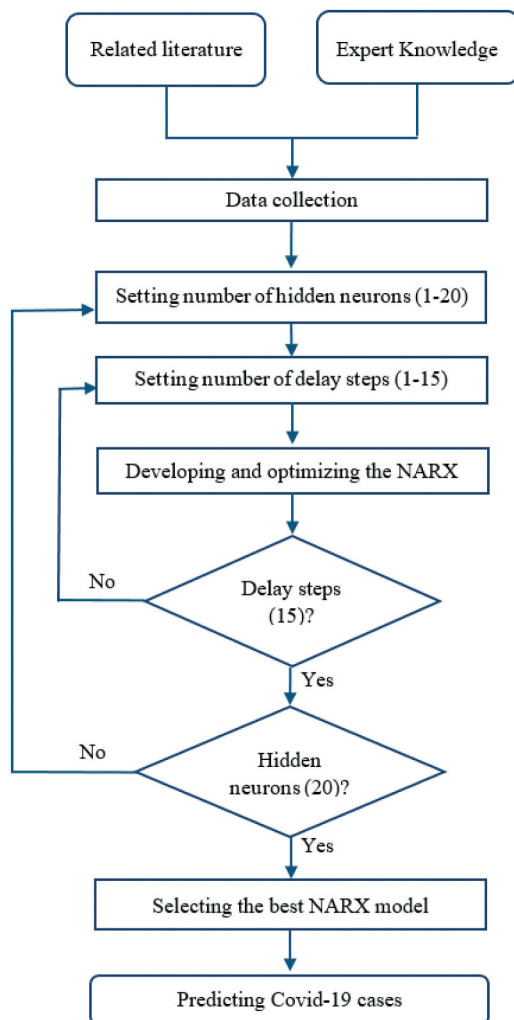 Related literature
Expert Knowledge
Data collection
Setting number of hidden neurons (1-20)
Setting number of delay steps (1-15)
Developing and optimizing the NARX
No
Delay steps
(15)?
Yes
No
Hidden
neurons (20)?
Yes
Selecting the best NARX model
Predicting Covid-19 cases